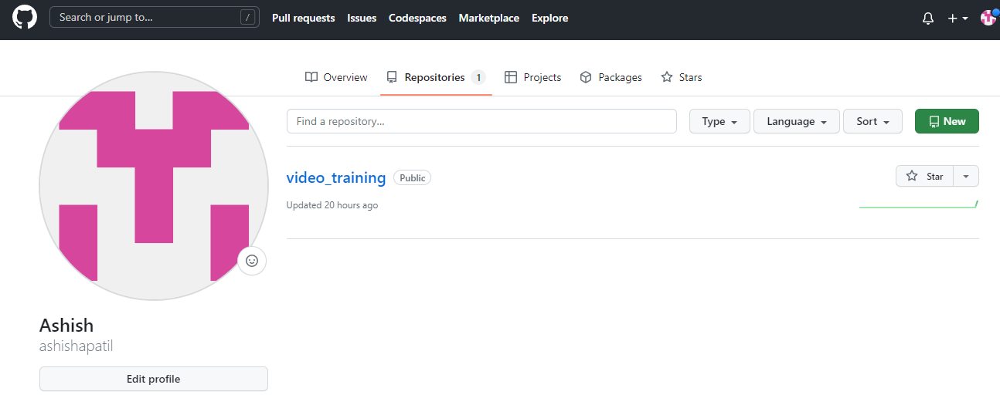 Search or jump to... / Pull requests Issues Codespaces Marketplace Explore
Overview Repositories 1 Projects Packages Stars
Find a repository... Type Language Sort New
video_training Public Star
Updated 20 hours ago
Ashish
ashishapatil
Edit profile